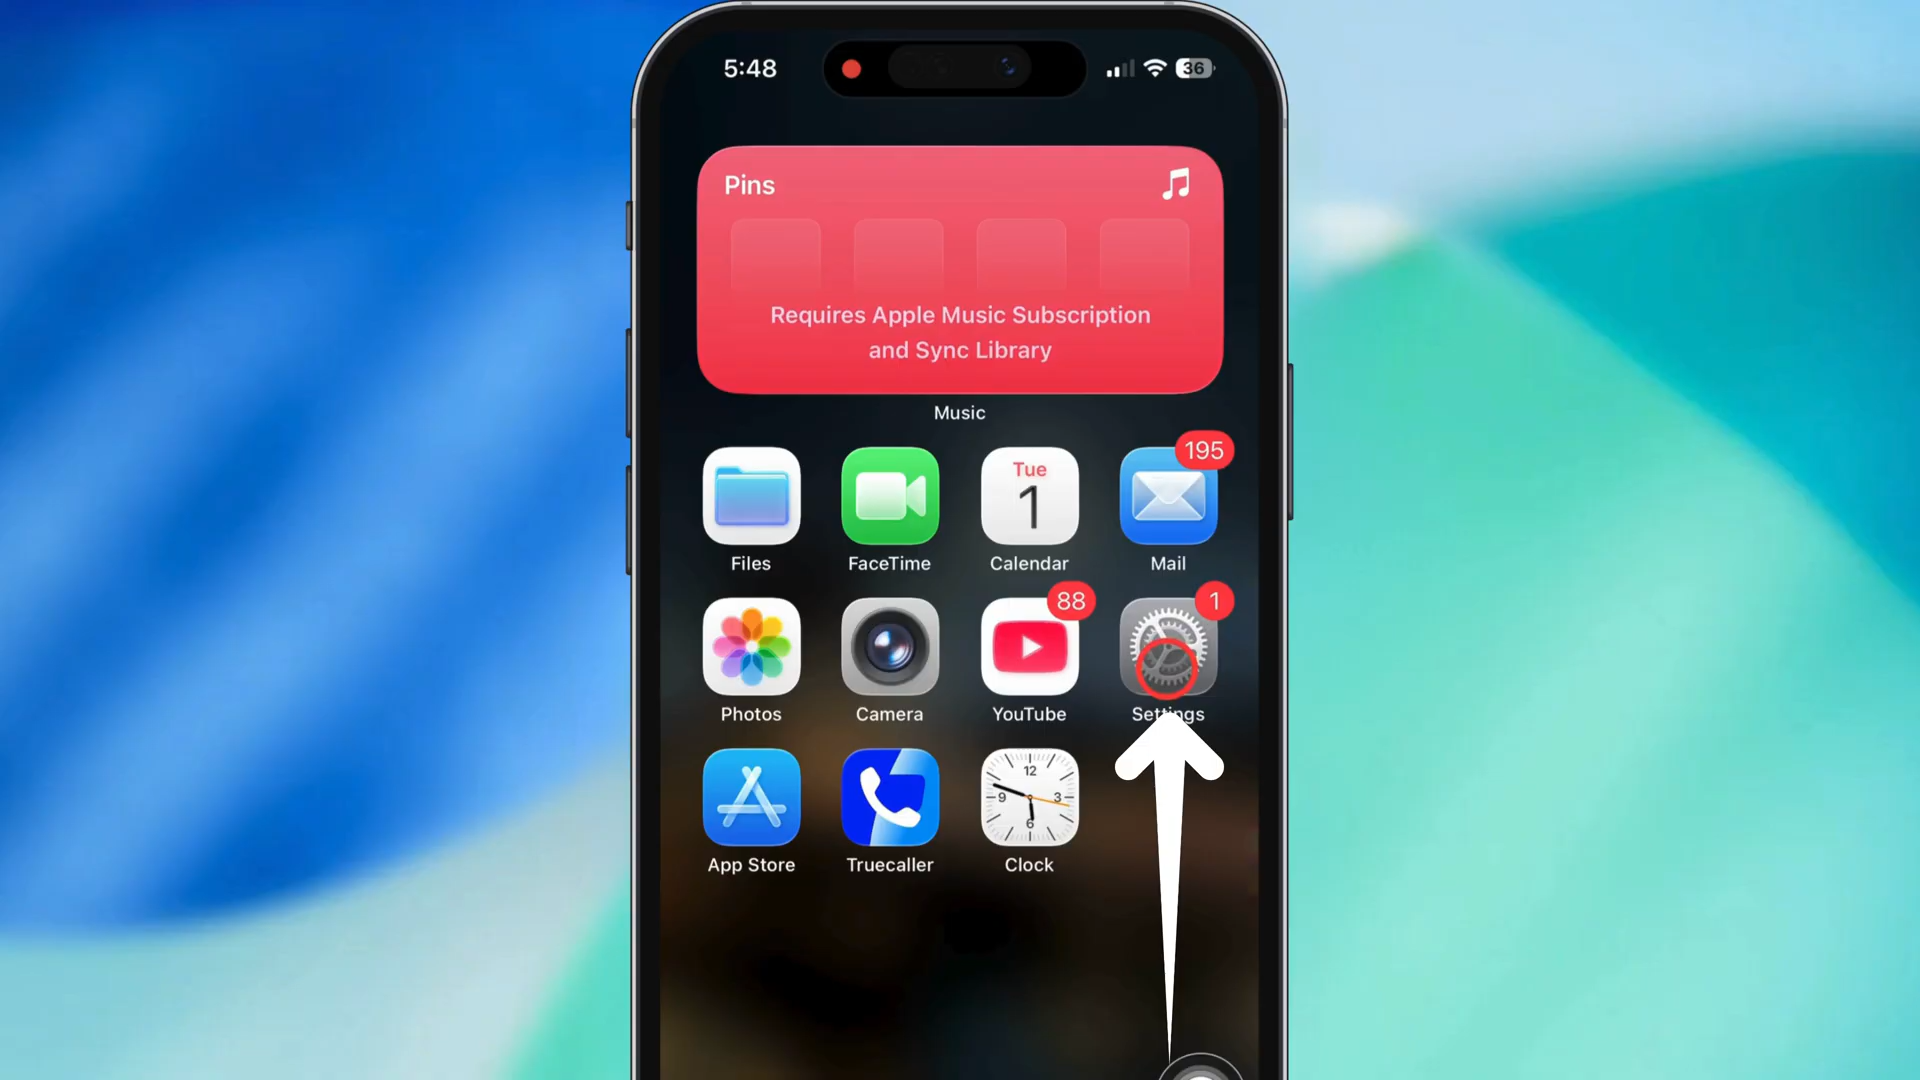 5:48
36
Pins
Requires Apple Music Subscription
and Sync Library
Music
Tue
1
195
Files
FaceTime
Calendar
Mail
88
1
Photos
Camera
YouTube
Settings
12
9
3
6
App Store
Truecaller
Clock